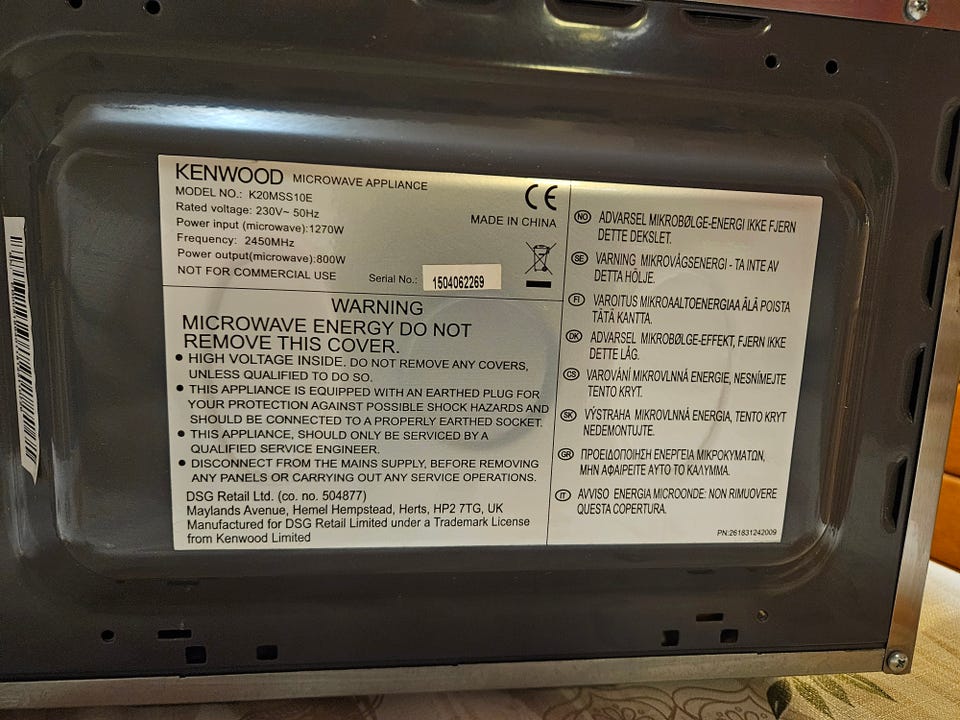 KENWOOD MICROWAVE APPLIANCE
MODEL NO.: K20MSS10E
Rated voltage: 230V~ 50Hz
Power input (microwave):1270W
Frequency: 2450MHz
Power output(microwave):800W
NOT FOR COMMERCIAL USE
CE
MADE IN CHINA
Serial No.: 1504062269
WARNING
MICROWAVE ENERGY DO NOT
REMOVE THIS COVER.
● HIGH VOLTAGE INSIDE, DO NOT REMOVE ANY COVERS,
UNLESS QUALIFIED TO DO SO.
● THIS APPLIANCE IS EQUIPPED WITH AN EARTHED PLUG FOR
YOUR PROTECTION AGAINST POSSIBLE SHOCK HAZARDS AND
SHOULD BE CONNECTED TO A PROPERLY EARTHED SOCKET.
● THIS APPLIANCE, SHOULD ONLY BE SERVICED BY A
QUALIFIED SERVICE ENGINEER.
● DISCONNECT FROM THE MAINS SUPPLY, BEFORE REMOVING
ANY PANELS OR CARRYING OUT ANY SERVICE OPERATIONS.
DSG Retail Ltd. (co. no. 504877)
Maylands Avenue, Hemel Hempstead, Herts, HP2 7TG, UK
Manufactured for DSG Retail Limited under a Trademark License
from Kenwood Limited
NO ADVARSEL MIKROBØLGE-ENERGI IKKE FJERN
DETTE DEKSLET.
SE VARNING MIKROVÅGSENERGI - TA INTE AV
DETTA HÖLJE.
FI VAROITUS MIKROAALTOENERGIAA ÄLÄ POISTA
TÄTÄ KANTTA.
DK ADVARSEL MIKROBØLGE-EFFEKT, FJERN IKKE
DETTE LÅG.
CS VAROVÁNÍ MIKROVLNNÁ ENERGIE, NESNÍMEJTE
TENTO KRYT.
SK VÝSTRAHA MIKROVLNNÁ ENERGIA, TENTO KRYT
NEDEMONTUJTE.
GR ΠΡΟΕΙΔΟΠΟΙΗΣΗ ΕΝΕΡΓΕΙΑ ΜΙΚΡΟΚΥΜΑΤΩΝ,
ΜΗΝ ΑΦΑΙΡΕΙΤΕ ΑΥΤΟ ΤΟ ΚΑΛΥΜΜΑ.
IT AVVISO ENERGIA MICROONDE: NON RIMUOVERE
QUESTA COPERTURA.
PN:261831242009